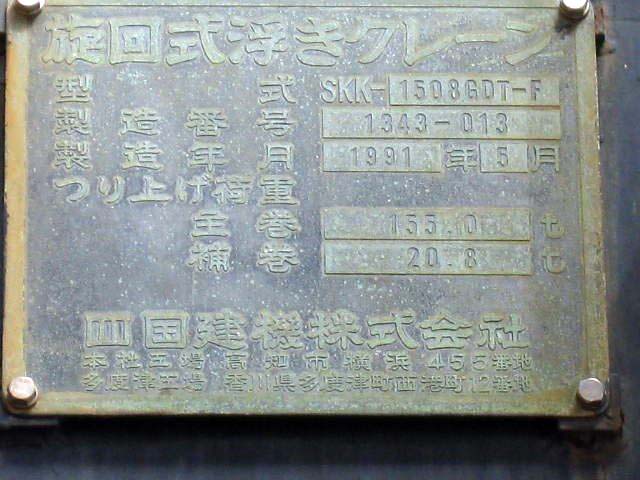 旋回式浮きクレーン
型式 SKK-1508GDT-F
製造番号 1343-013
製造年月 1991年5月
つり上げ荷重
主巻 155.0 t
補巻 20.8 t
四国建機株式会社
本社工場 高知市横浜455番地
多度津工場 香川県多度津町西港町12番地